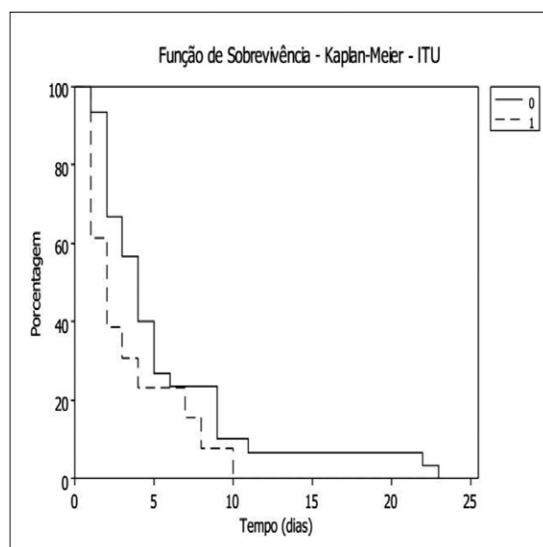 Função de Sobrevivência - Kaplan-Meier - ITU
0
1
100
80
60
40
20
0
Porcentagem
0 5 10 15 20 25
Tempo (dias)